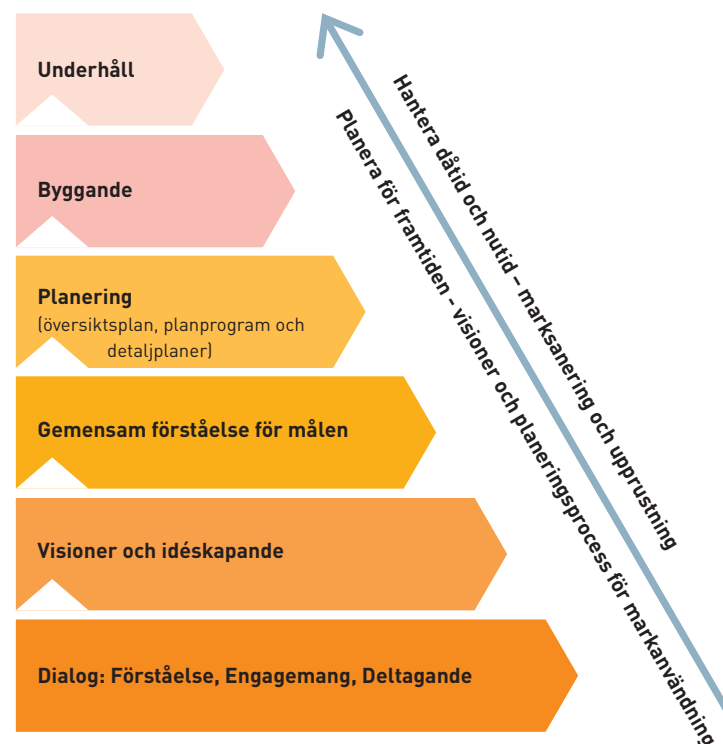 Underhåll
Byggande
Planering
(översiktsplan, planprogram och
detaljplaner)
Gemensam förståelse för målen
Visioner och idéskapande
Dialog: Förståelse, Engagemang, Deltagande
Hantera dåtid och nutid – marksanering och upprustning
Planera för framtiden - visioner och planeringsprocess för markanvändning